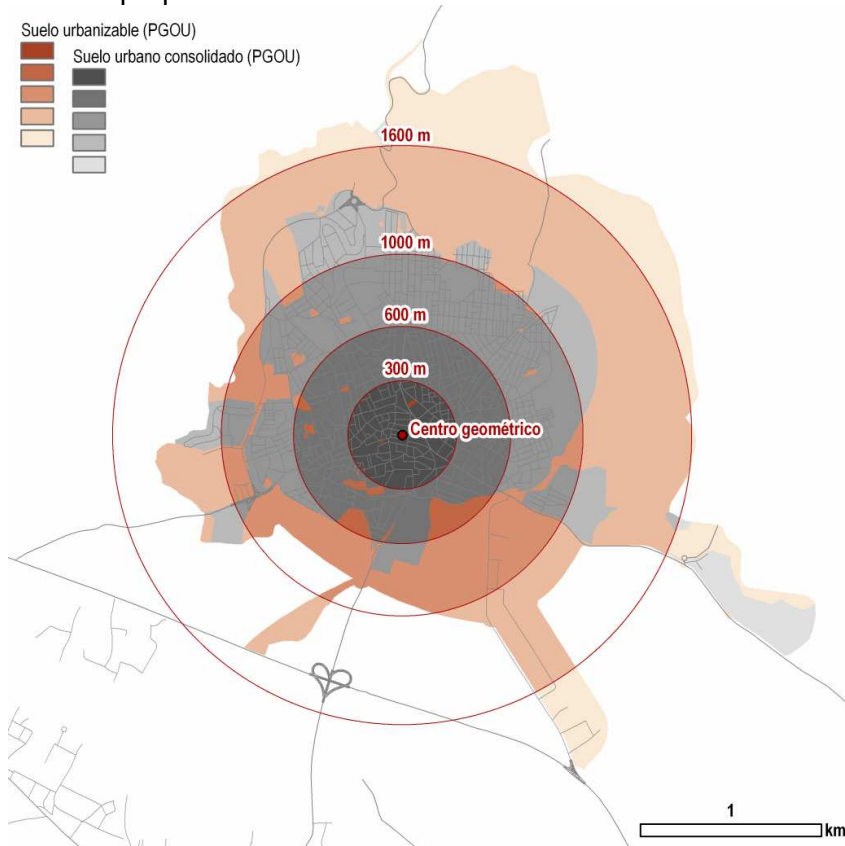 Suelo urbanizable (PGOU)
Suelo urbano consolidado (PGOU)
1600 m
1000 m
600 m
300 m
Centro geométrico
1
km